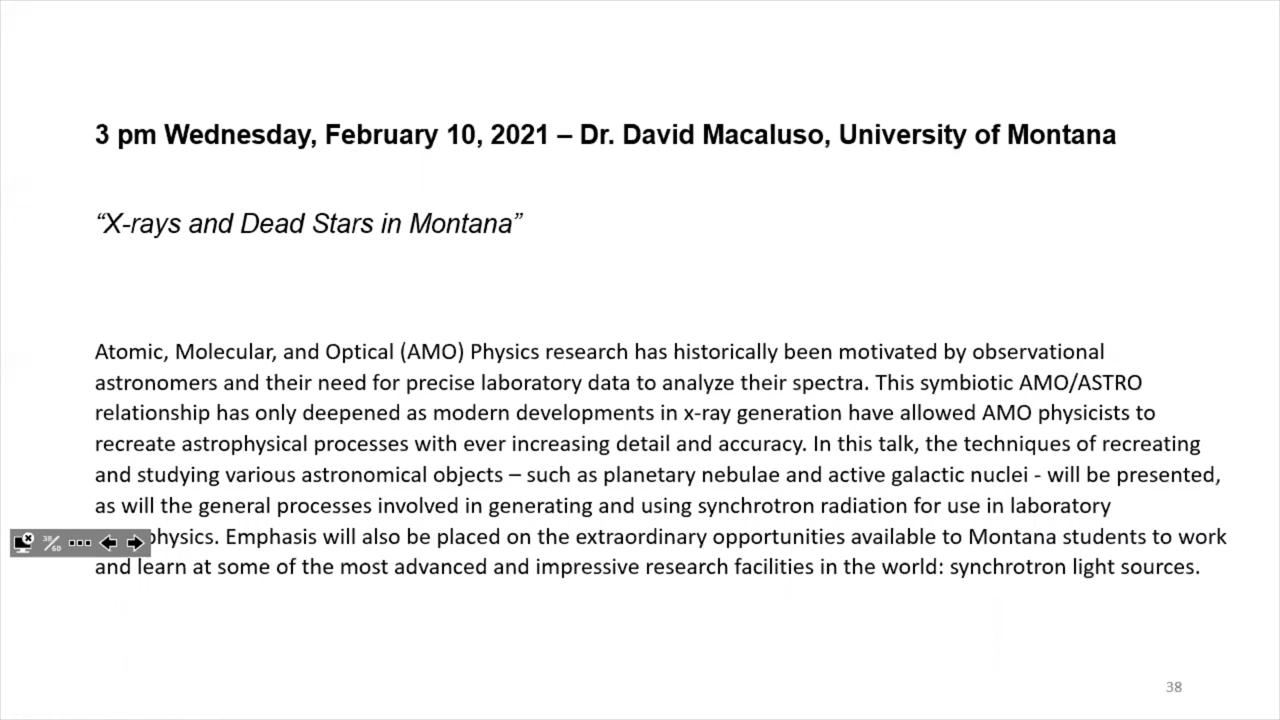 3 pm Wednesday, February 10, 2021 – Dr. David Macaluso, University of Montana
“X-rays and Dead Stars in Montana”
Atomic, Molecular, and Optical (AMO) Physics research has historically been motivated by observational
astronomers and their need for precise laboratory data to analyze their spectra. This symbiotic AMO/ASTRO
relationship has only deepened as modern developments in x-ray generation have allowed AMO physicists to
recreate astrophysical processes with ever increasing detail and accuracy. In this talk, the techniques of recreating
and studying various astronomical objects – such as planetary nebulae and active galactic nuclei - will be presented,
as will the general processes involved in generating and using synchrotron radiation for use in laboratory
physics. Emphasis will also be placed on the extraordinary opportunities available to Montana students to work
and learn at some of the most advanced and impressive research facilities in the world: synchrotron light sources.
38/60
38